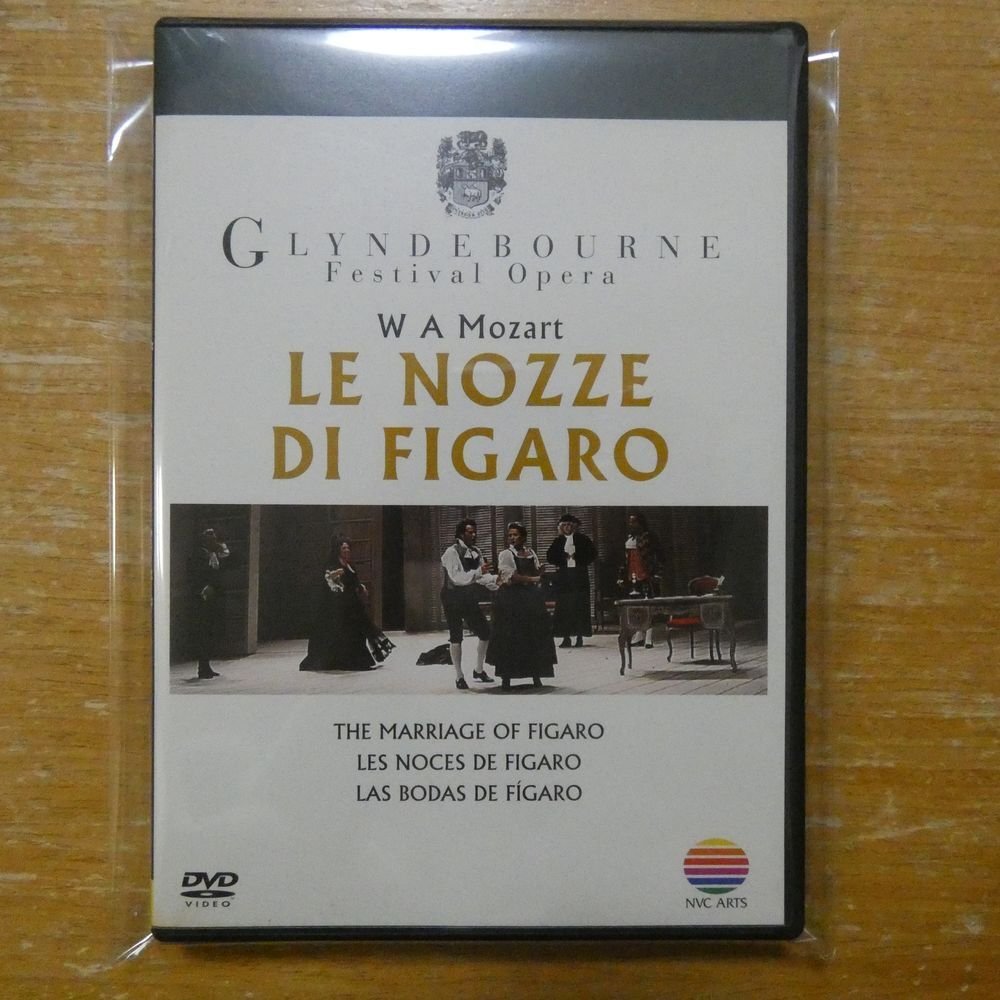 GLYNDEBOURNE
Festival Opera
W A Mozart
LE NOZZE
DI FIGARO
THE MARRIAGE OF FIGARO
LES NOCES DE FIGARO
LAS BODAS DE FÍGARO
DVD
VIDEO
NVC ARTS